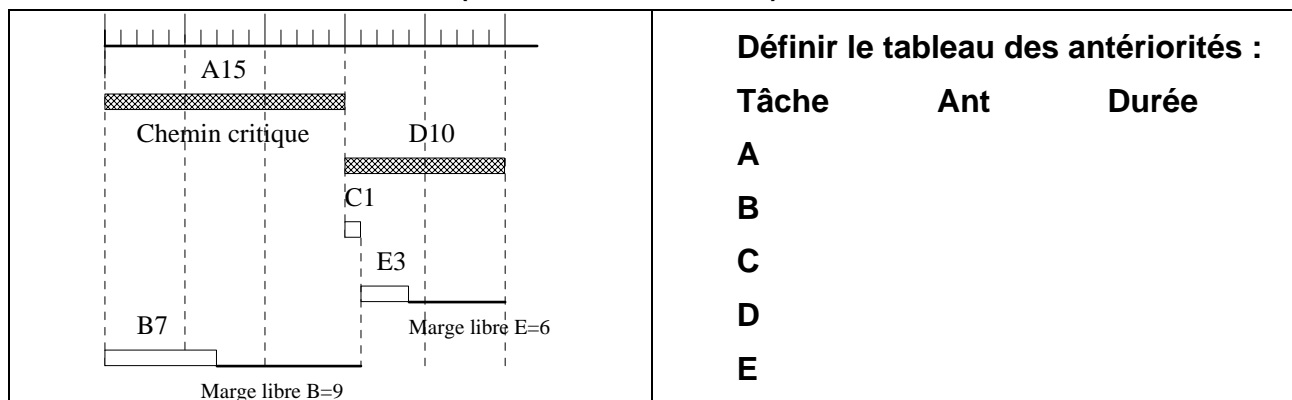 A15
Chemin critique
D10
C1
E3
Marge libre E=6
B7
Marge libre B=9
Définir le tableau des antériorités :
Tâche Ant Durée
A
B
C
D
E